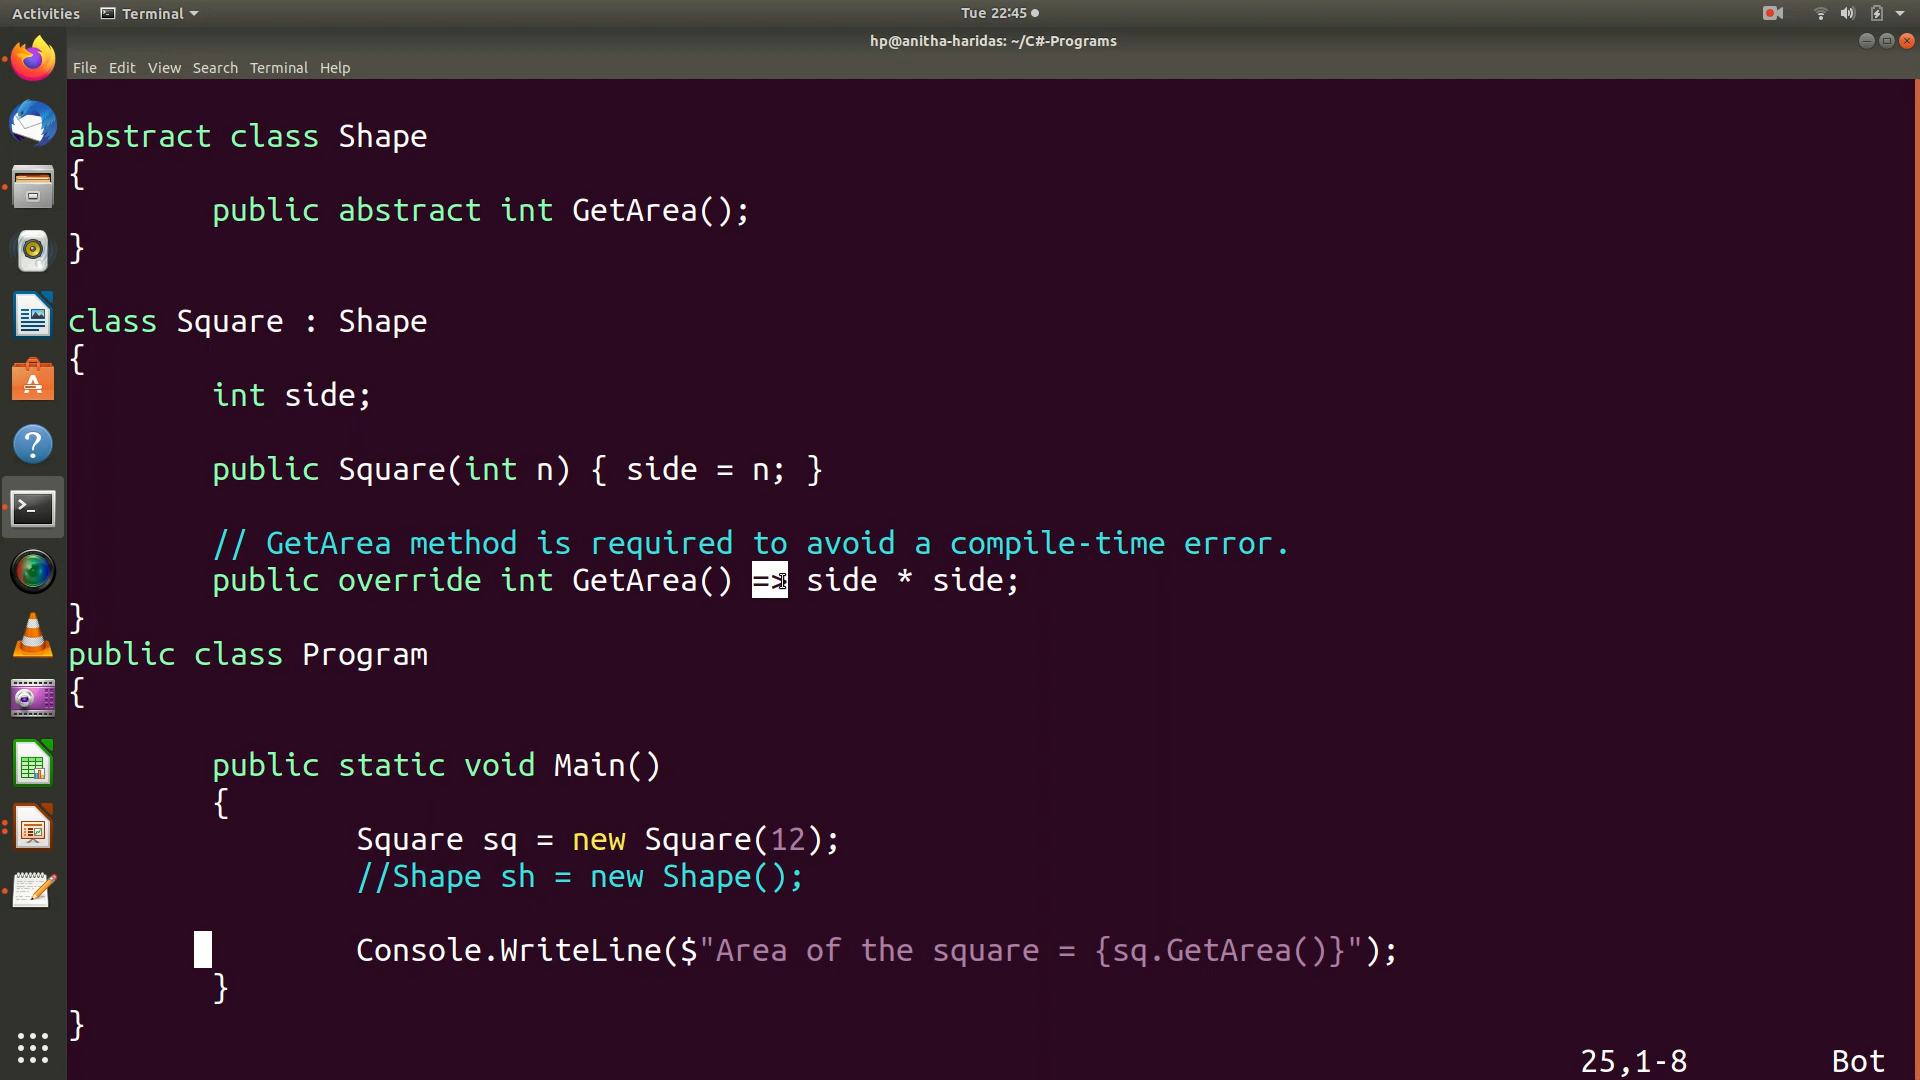 Activities Terminal Tue 22:45
hp@anitha-haridas: ~/C#-Programs
File Edit View Search Terminal Help
abstract class Shape
{
public abstract int GetArea();
}
class Square : Shape
{
int side;
public Square(int n) { side = n; }
// GetArea method is required to avoid a compile-time error.
public override int GetArea() => side * side;
}
public class Program
{
public static void Main()
{
Square sq = new Square(12);
//Shape sh = new Shape();
Console.WriteLine($"Area of the square = {sq.GetArea()}");
}
}
25,1-8 Bot